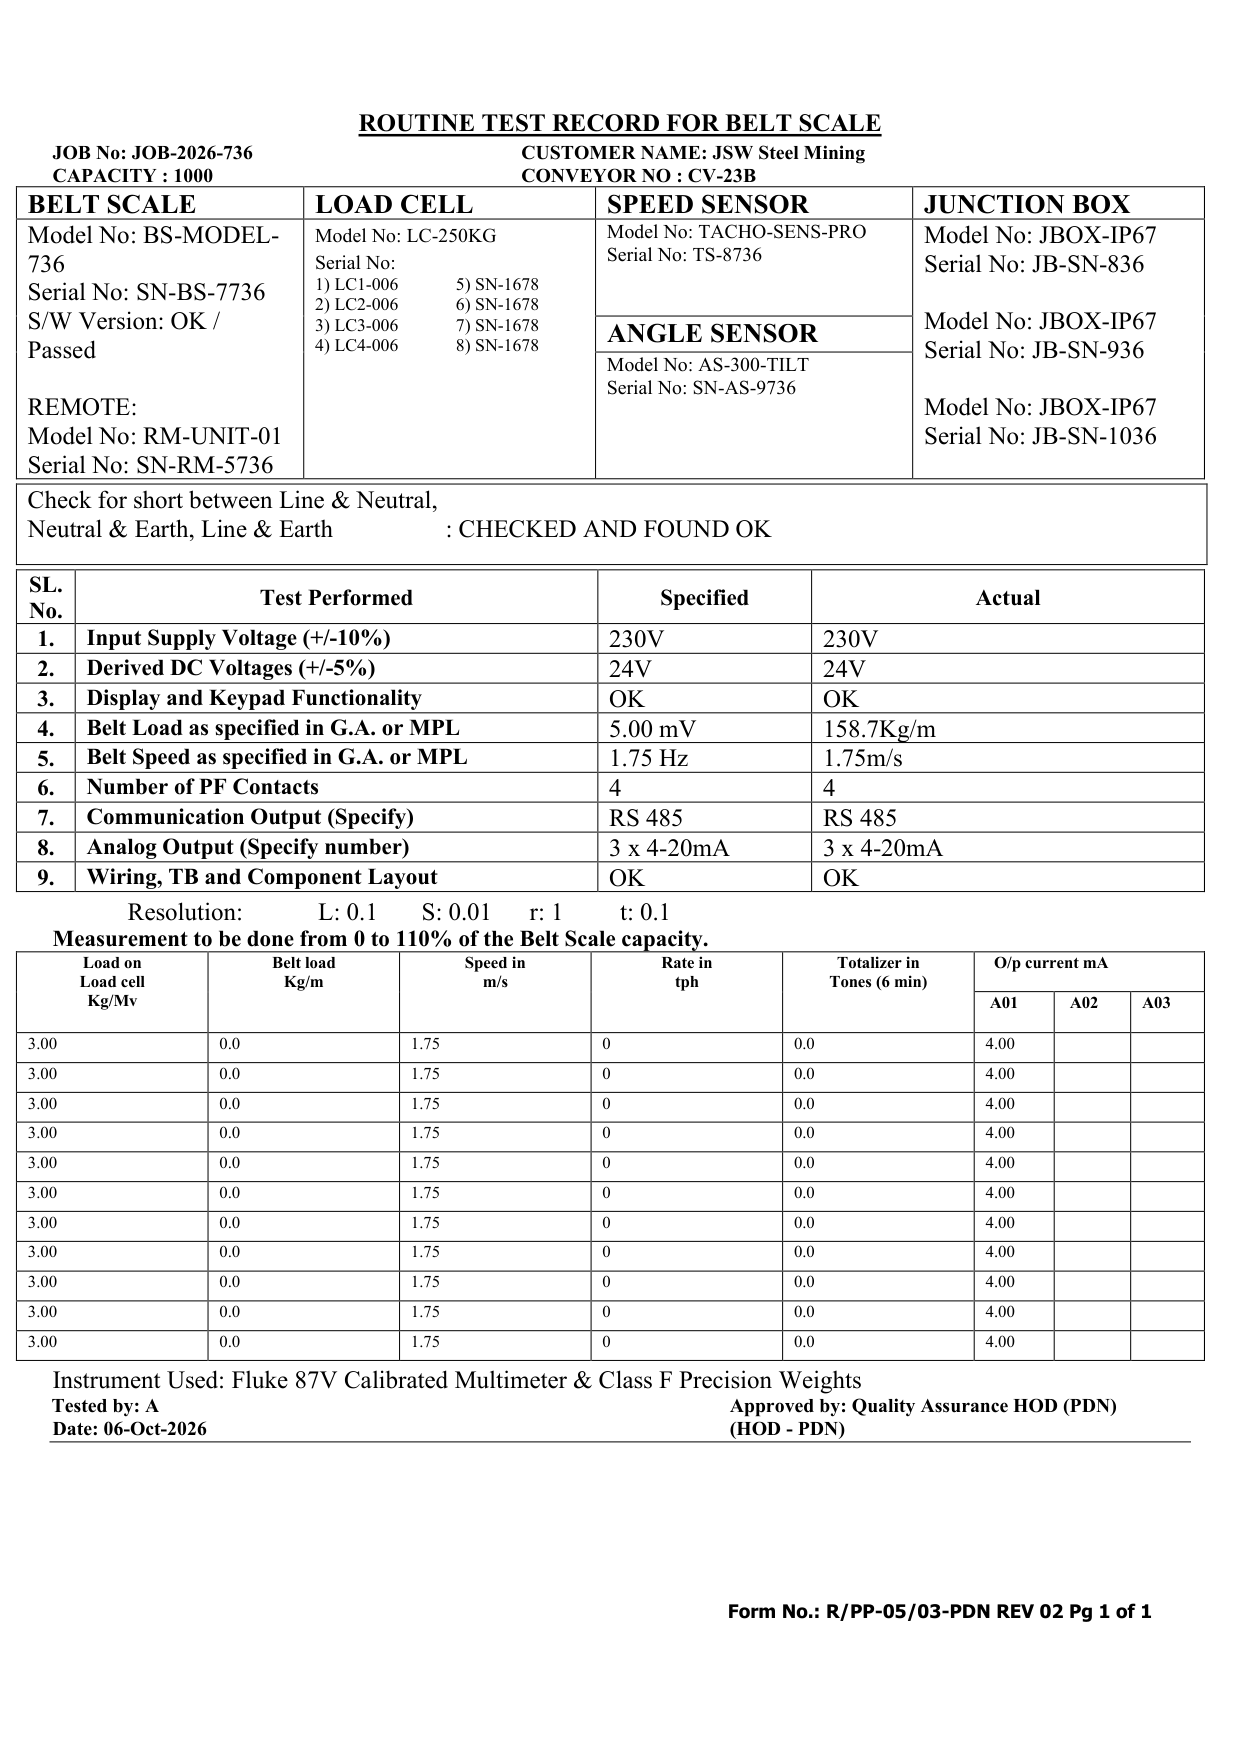 ROUTINE TEST RECORD FOR BELT SCALE
JOB No: JOB-2026-736 CUSTOMER NAME: JSW Steel Mining
CAPACITY : 1000 CONVEYOR NO : CV-23B
BELT SCALE
Model No: BS-MODEL-
736
Serial No: SN-BS-7736
S/W Version: OK /
Passed
REMOTE:
Model No: RM-UNIT-01
Serial No: SN-RM-5736
LOAD CELL
Model No: LC-250KG
Serial No:
1) LC1-006 5) SN-1678
2) LC2-006 6) SN-1678
3) LC3-006 7) SN-1678
4) LC4-006 8) SN-1678
SPEED SENSOR
Model No: TACHO-SENS-PRO
Serial No: TS-8736
ANGLE SENSOR
Model No: AS-300-TILT
Serial No: SN-AS-9736
JUNCTION BOX
Model No: JBOX-IP67
Serial No: JB-SN-836
Model No: JBOX-IP67
Serial No: JB-SN-936
Model No: JBOX-IP67
Serial No: JB-SN-1036
Check for short between Line & Neutral,
Neutral & Earth, Line & Earth : CHECKED AND FOUND OK
SL.
No. Test Performed Specified Actual
1. Input Supply Voltage (+/-10%) 230V 230V
2. Derived DC Voltages (+/-5%) 24V 24V
3. Display and Keypad Functionality OK OK
4. Belt Load as specified in G.A. or MPL 5.00 mV 158.7Kg/m
5. Belt Speed as specified in G.A. or MPL 1.75 Hz 1.75m/s
6. Number of PF Contacts 4 4
7. Communication Output (Specify) RS 485 RS 485
8. Analog Output (Specify number) 3 x 4-20mA 3 x 4-20mA
9. Wiring, TB and Component Layout OK OK
Resolution: L: 0.1 S: 0.01 r: 1 t: 0.1
Measurement to be done from 0 to 110% of the Belt Scale capacity.
Load on Belt load Speed in Rate in Totalizer in O/p current mA
Load cell Kg/m m/s tph Tones (6 min)
Kg/Mv A01 A02 A03
3.00 0.0 1.75 0 0.0 4.00
3.00 0.0 1.75 0 0.0 4.00
3.00 0.0 1.75 0 0.0 4.00
3.00 0.0 1.75 0 0.0 4.00
3.00 0.0 1.75 0 0.0 4.00
3.00 0.0 1.75 0 0.0 4.00
3.00 0.0 1.75 0 0.0 4.00
3.00 0.0 1.75 0 0.0 4.00
3.00 0.0 1.75 0 0.0 4.00
3.00 0.0 1.75 0 0.0 4.00
3.00 0.0 1.75 0 0.0 4.00
Instrument Used: Fluke 87V Calibrated Multimeter & Class F Precision Weights
Tested by: A Approved by: Quality Assurance HOD (PDN)
Date: 06-Oct-2026 (HOD - PDN)
Form No.: R/PP-05/03-PDN REV 02 Pg 1 of 1